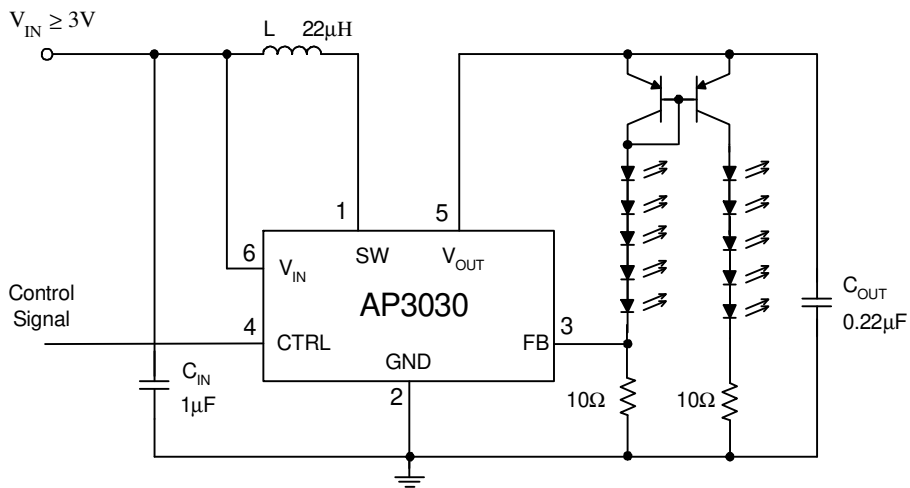 V_IN ≥ 3V
L 22μH
1
5
6
V_IN
SW
V_OUT
Control
Signal
AP3030
4
CTRL
3
FB
GND
2
C_IN
1μF
10Ω
10Ω
C_OUT
0.22μF